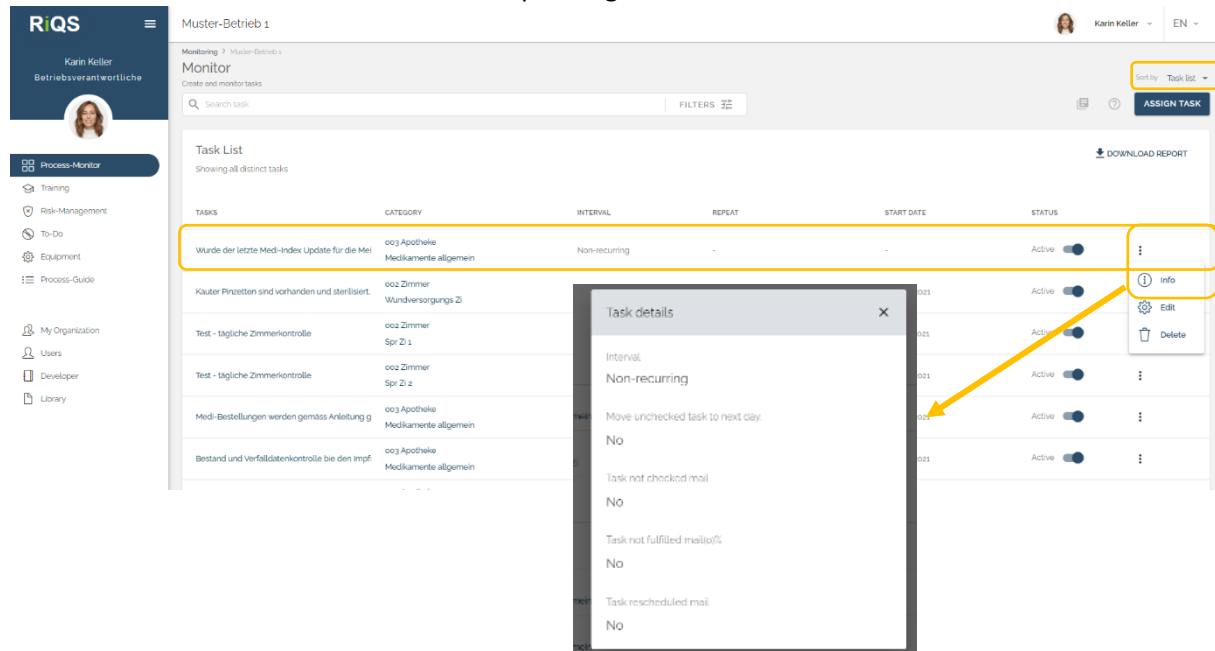 RiQS
Muster-Betrieb 1
Karin Keller
EN
Karin Keller
Betriebsverantwortliche
Monitoring > Muster-Betrieb 1
Monitor
Create and monitor tasks
Sort by Task list
Search task
FILTERS
ASSIGN TASK
Task List
DOWNLOAD REPORT
Showing all distinct tasks
Process-Monitor
Training
Risk-Management
To-Do
Equipment
Process-Guide
My Organization
Users
Developer
Library
TASKS CATEGORY INTERVAL REPEAT START DATE STATUS
Wurde der letzte Medi-Index Update für die Mei
003 Apotheke
Medikamente allgemein
Non-recurring - - Active
Kauter Pinzetten sind vorhanden und sterilisiert.
002 Zimmer
Wundversorgungs Zi
2021 Active
Test - tägliche Zimmerkontrolle
002 Zimmer
Spr Zi 1
2021 Active
Test - tägliche Zimmerkontrolle
002 Zimmer
Spr Zi 2
2021 Active
Medi-Bestellungen werden gemäss Anleitung g
003 Apotheke
Medikamente allgemein
2021 Active
Bestand und Verfalldatenkontrolle bie den Impf:
003 Apotheke
Medikamente allgemein
2021 Active
Info
Edit
Delete
Task details
Interval
Non-recurring
Move unchecked task to next day.
No
Task not checked mail
No
Task not fulfilled mail(0)%
No
Task rescheduled mail
No